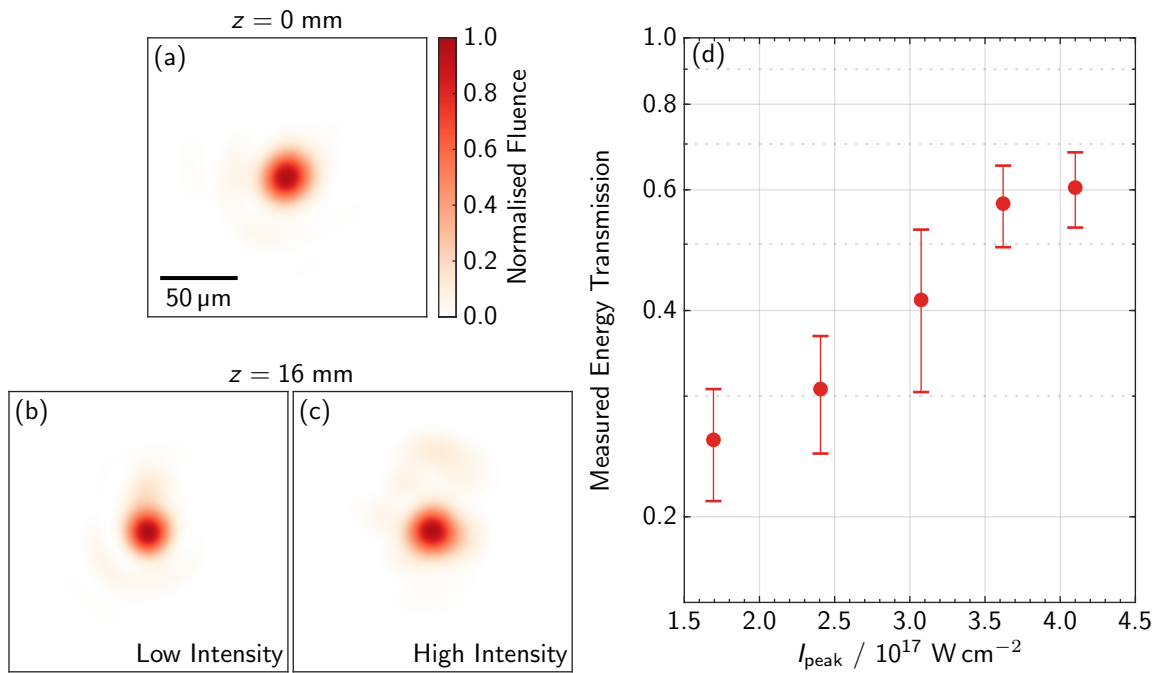 z = 0 mm
(a)
50 µm
1.0
0.8
0.6
0.4
0.2
0.0
Normalised Fluence
z = 16 mm
(b)
Low Intensity
(c)
High Intensity
(d)
Measured Energy Transmission
1.0
0.8
0.6
0.4
0.2
1.5 2.0 2.5 3.0 3.5 4.0 4.5
I_peak / 10¹⁷ W cm⁻²